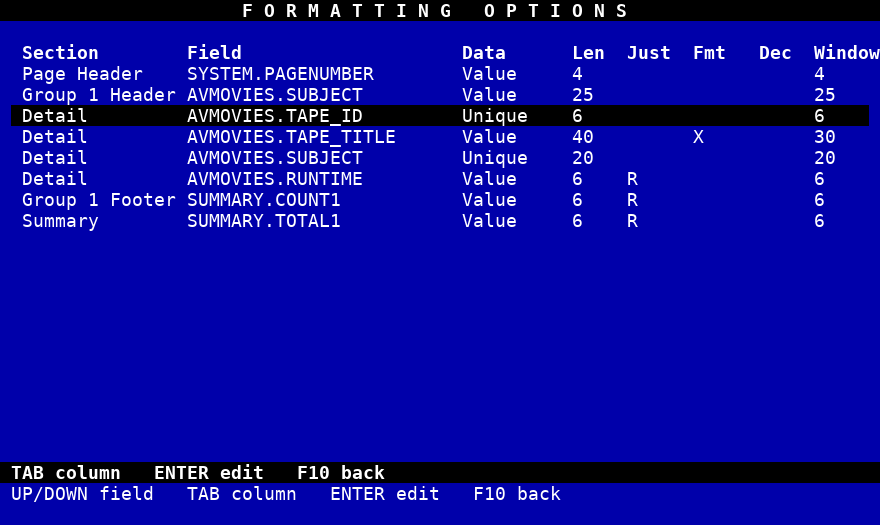 F O R M A T T I N G   O P T I O N S
Section Field Data Len Just Fmt Dec Window
Page Header SYSTEM.PAGENUMBER Value 4 4
Group 1 Header AVMOVIES.SUBJECT Value 25 25
Detail AVMOVIES.TAPE_ID Unique 6 6
Detail AVMOVIES.TAPE_TITLE Value 40 X 30
Detail AVMOVIES.SUBJECT Unique 20 20
Detail AVMOVIES.RUNTIME Value 6 R 6
Group 1 Footer SUMMARY.COUNT1 Value 6 R 6
Summary SUMMARY.TOTAL1 Value 6 R 6
TAB column ENTER edit F10 back
UP/DOWN field TAB column ENTER edit F10 back